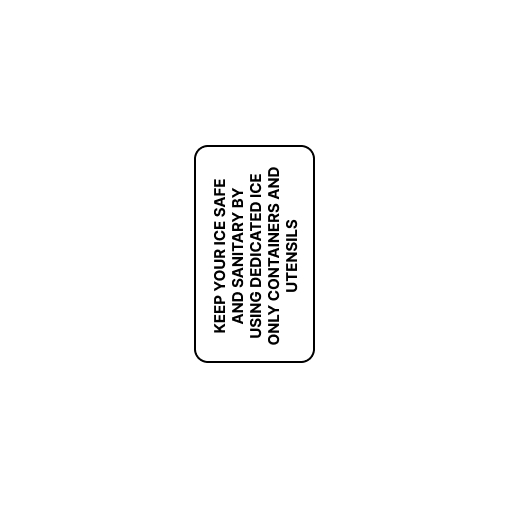 KEEP YOUR ICE SAFE
AND SANITARY BY
USING DEDICATED ICE
ONLY CONTAINERS AND
UTENSILS